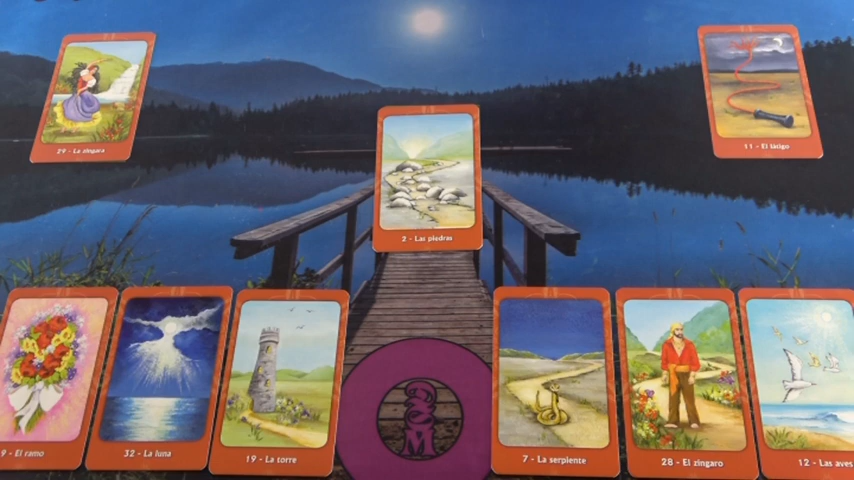 29 - La zíngara
11 - El látigo
2 - Las piedras
9 - El ramo
32 - La luna
19 - La torre
7 - La serpiente
28 - El zíngaro
12 - Las aves
M